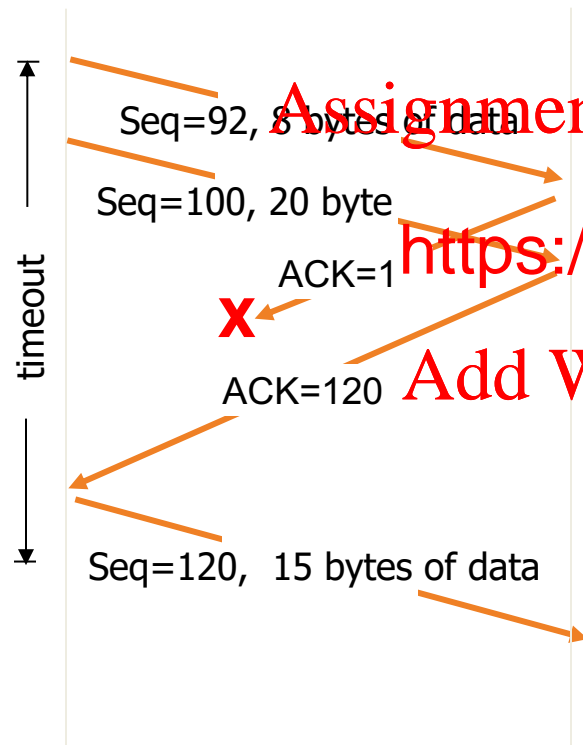 Seq=92, 8 bytes of data
Assignmen
Seq=100, 20 byte
https:/
ACK=1
X
timeout
ACK=120
Add W
Seq=120, 15 bytes of data